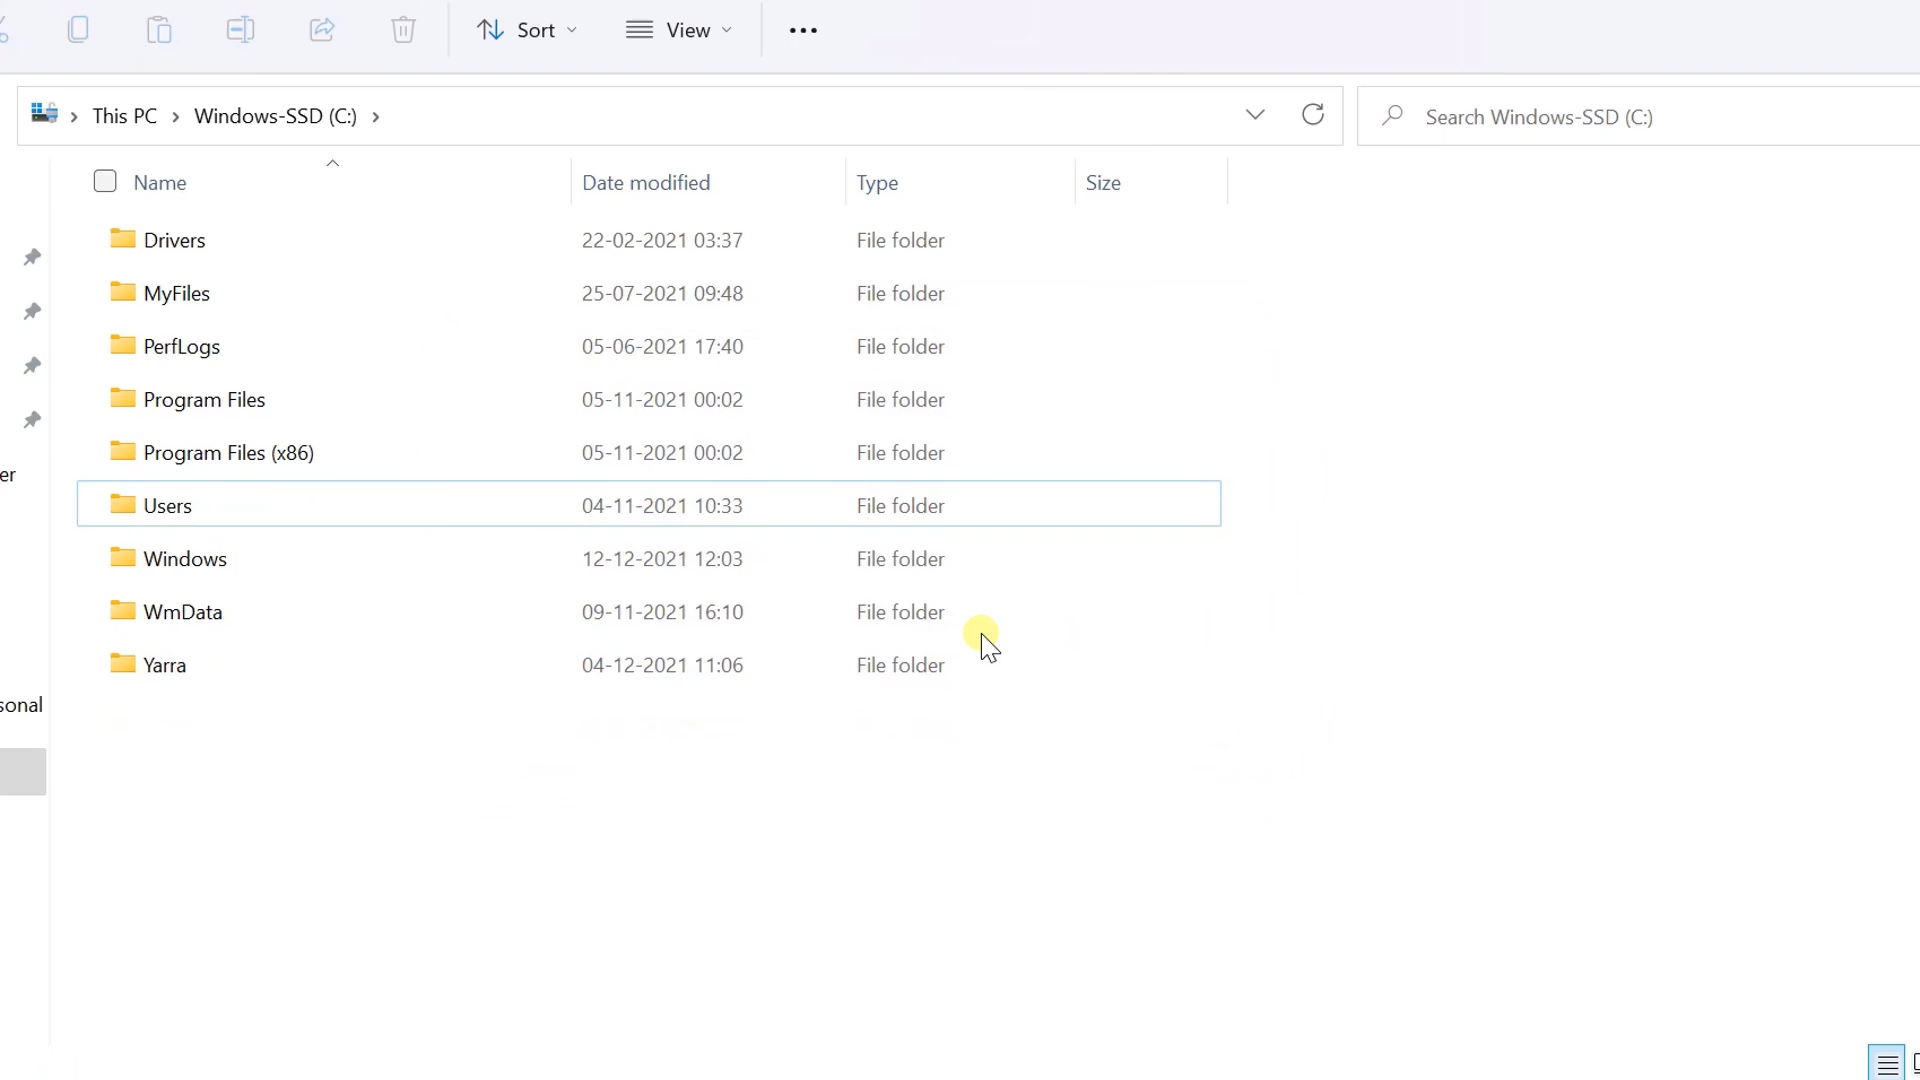 Sort View
This PC Windows-SSD (C:) Search Windows-SSD (C:)
Name Date modified Type Size
Drivers 22-02-2021 03:37 File folder
MyFiles 25-07-2021 09:48 File folder
PerfLogs 05-06-2021 17:40 File folder
Program Files 05-11-2021 00:02 File folder
Program Files (x86) 05-11-2021 00:02 File folder
er
Users 04-11-2021 10:33 File folder
Windows 12-12-2021 12:03 File folder
WmData 09-11-2021 16:10 File folder
Yarra 04-12-2021 11:06 File folder
sonal